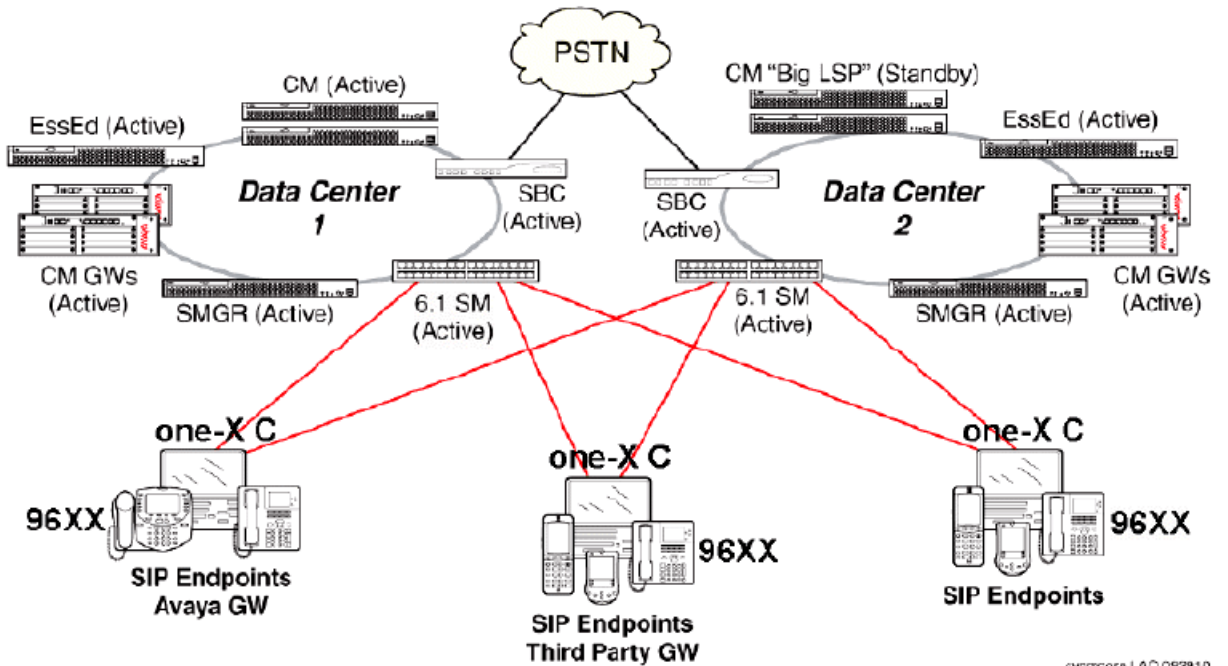 PSTN
CM (Active)
EssEd (Active)
Data Center
1
SBC
(Active)
CM GWs
(Active)
SMGR (Active)
6.1 SM
(Active)
CM "Big LSP" (Standby)
EssEd (Active)
SBC
(Active)
Data Center
2
CM GWs
(Active)
6.1 SM
(Active)
SMGR (Active)
one-X C
96XX
SIP Endpoints
Avaya GW
one-X C
96XX
SIP Endpoints
Third Party GW
one-X C
96XX
SIP Endpoints
LAO 092910